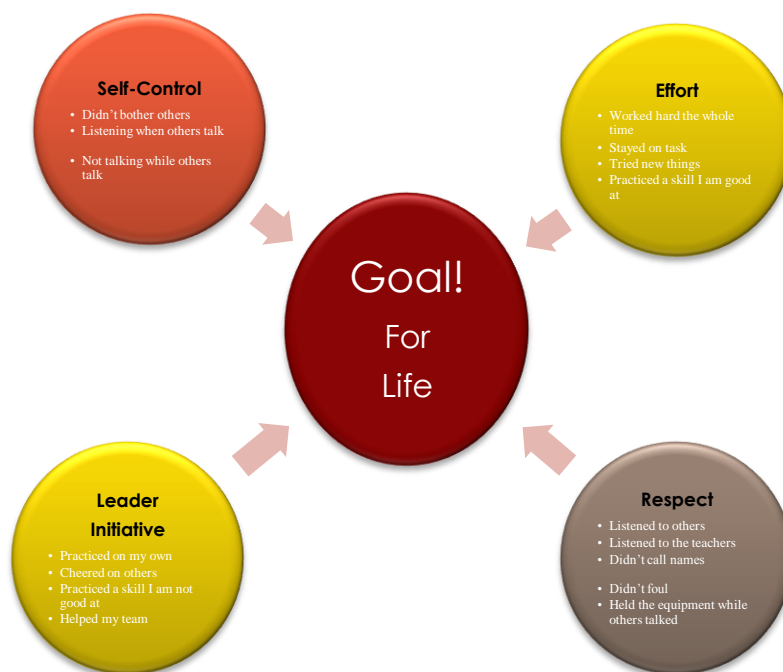 Self-Control
• Didn't bother others
• Listening when others talk
• Not talking while others
talk
Effort
• Worked hard the whole
time
• Stayed on task
• Tried new things
• Practiced a skill I am good
at
Goal!
For
Life
Leader
Initiative
• Practiced on my own
• Cheered on others
• Practiced a skill I am not
good at
• Helped my team
Respect
• Listened to others
• Listened to the teachers
• Didn't call names
• Didn't foul
• Held the equipment while
others talked